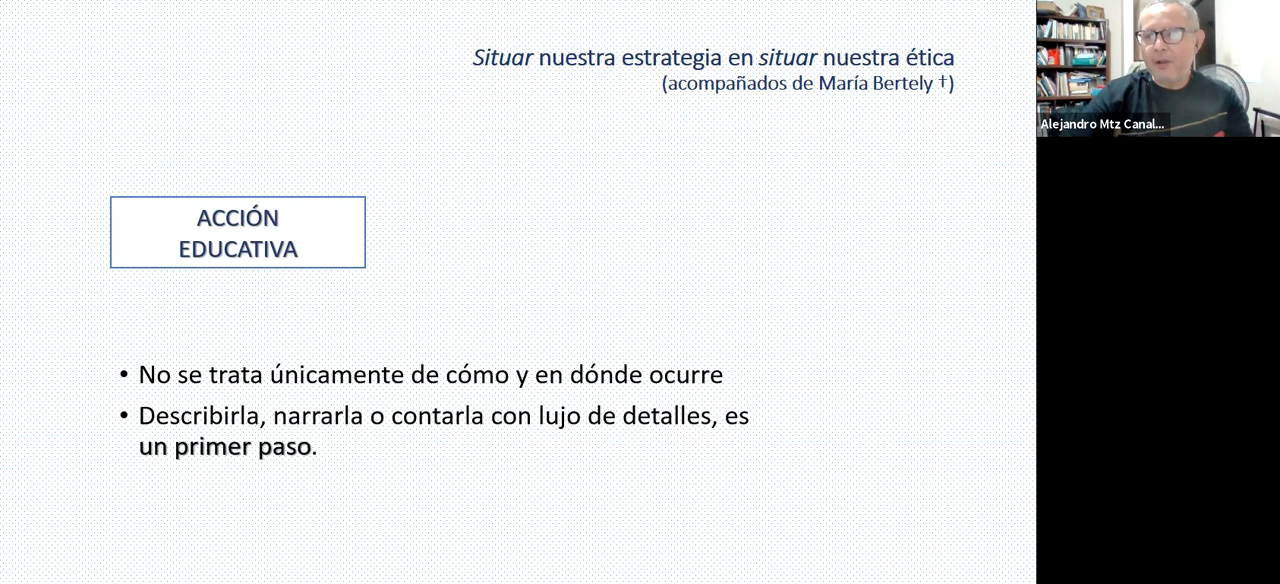 Situar nuestra estrategia en situar nuestra ética
(acompañados de María Bertely †)
Alejandro Mtz Canal...
ACCIÓN
EDUCATIVA
• No se trata únicamente de cómo y en dónde ocurre
• Describirla, narrarla o contarla con lujo de detalles, es
un primer paso.